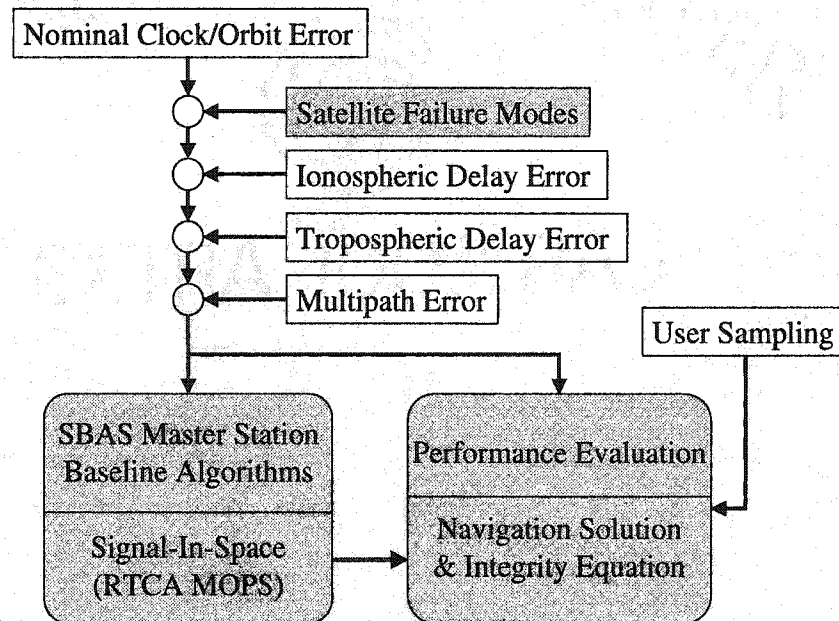 Nominal Clock/Orbit Error
Satellite Failure Modes
Ionospheric Delay Error
Tropospheric Delay Error
Multipath Error
User Sampling
SBAS Master Station
Baseline Algorithms
Signal-In-Space
(RTCA MOPS)
Performance Evaluation
Navigation Solution
& Integrity Equation